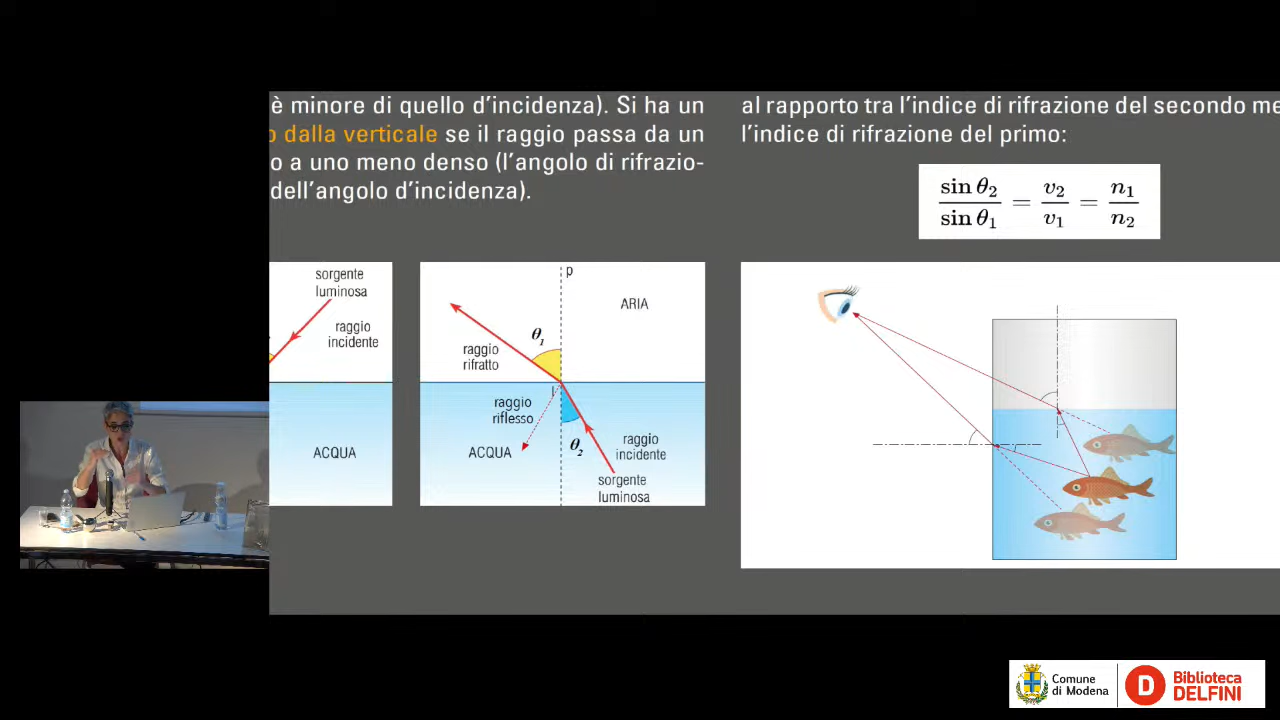 è minore di quello d'incidenza). Si ha un
o dalla verticale se il raggio passa da un
o a uno meno denso (l'angolo di rifrazio-
dell'angolo d'incidenza).
al rapporto tra l'indice di rifrazione del secondo me
l'indice di rifrazione del primo:
sin θ2 / sin θ1 = v2 / v1 = n1 / n2
sorgente
luminosa
raggio
incidente
ACQUA
p
ARIA
θ1
raggio
rifratto
I
raggio
riflesso
ACQUA
θ2
raggio
incidente
sorgente
luminosa
Comune
di Modena
D
Biblioteca
DELFINI